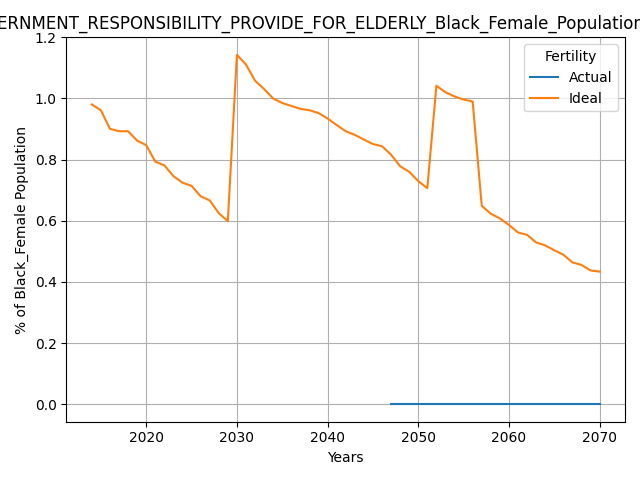 ERNMENT_RESPONSIBILITY_PROVIDE_FOR_ELDERLY_Black_Female_Population
1.2
1.0
0.8
0.6
0.4
0.2
0.0
% of Black_Female Population
Fertility
Actual
Ideal
2020 2030 2040 2050 2060 2070
Years